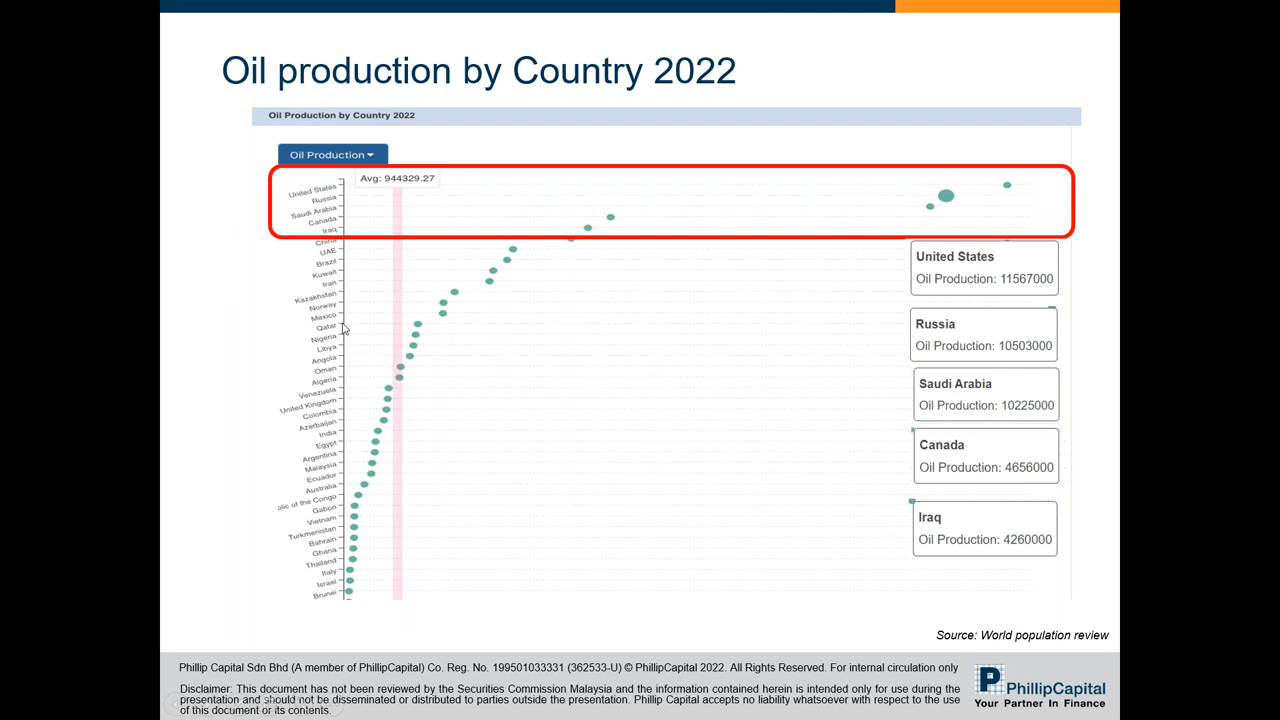 Oil production by Country 2022
Oil Production by Country 2022
Oil Production
Avg: 944329.27
United States
Russia
Saudi Arabia
Canada
Iraq
China
UAE
Brazil
Kuwait
Iran
Kazakhstan
Norway
Mexico
Qatar
Nigeria
Libya
Angola
Oman
Algeria
Venezuela
United Kingdom
Colombia
Azerbaijan
India
Egypt
Argentina
Malaysia
Ecuador
Australia
olic of the Congo
Gabon
Vietnam
Turkmenistan
Bahrain
Ghana
Thailand
Italy
Israel
Brunei
United States
Oil Production: 11567000
Russia
Oil Production: 10503000
Saudi Arabia
Oil Production: 10225000
Canada
Oil Production: 4656000
Iraq
Oil Production: 4260000
Source: World population review
Phillip Capital Sdn Bhd (A member of PhillipCapital) Co. Reg. No. 199501033331 (362533-U) © PhillipCapital 2022. All Rights Reserved. For internal circulation only
Disclaimer: This document has not been reviewed by the Securities Commission Malaysia and the information contained herein is intended only for use during the
presentation and should not be disseminated or distributed to parties outside the presentation. Phillip Capital accepts no liability whatsoever with respect to the use
of this document or its contents.
P
PhillipCapital
Your Partner In Finance